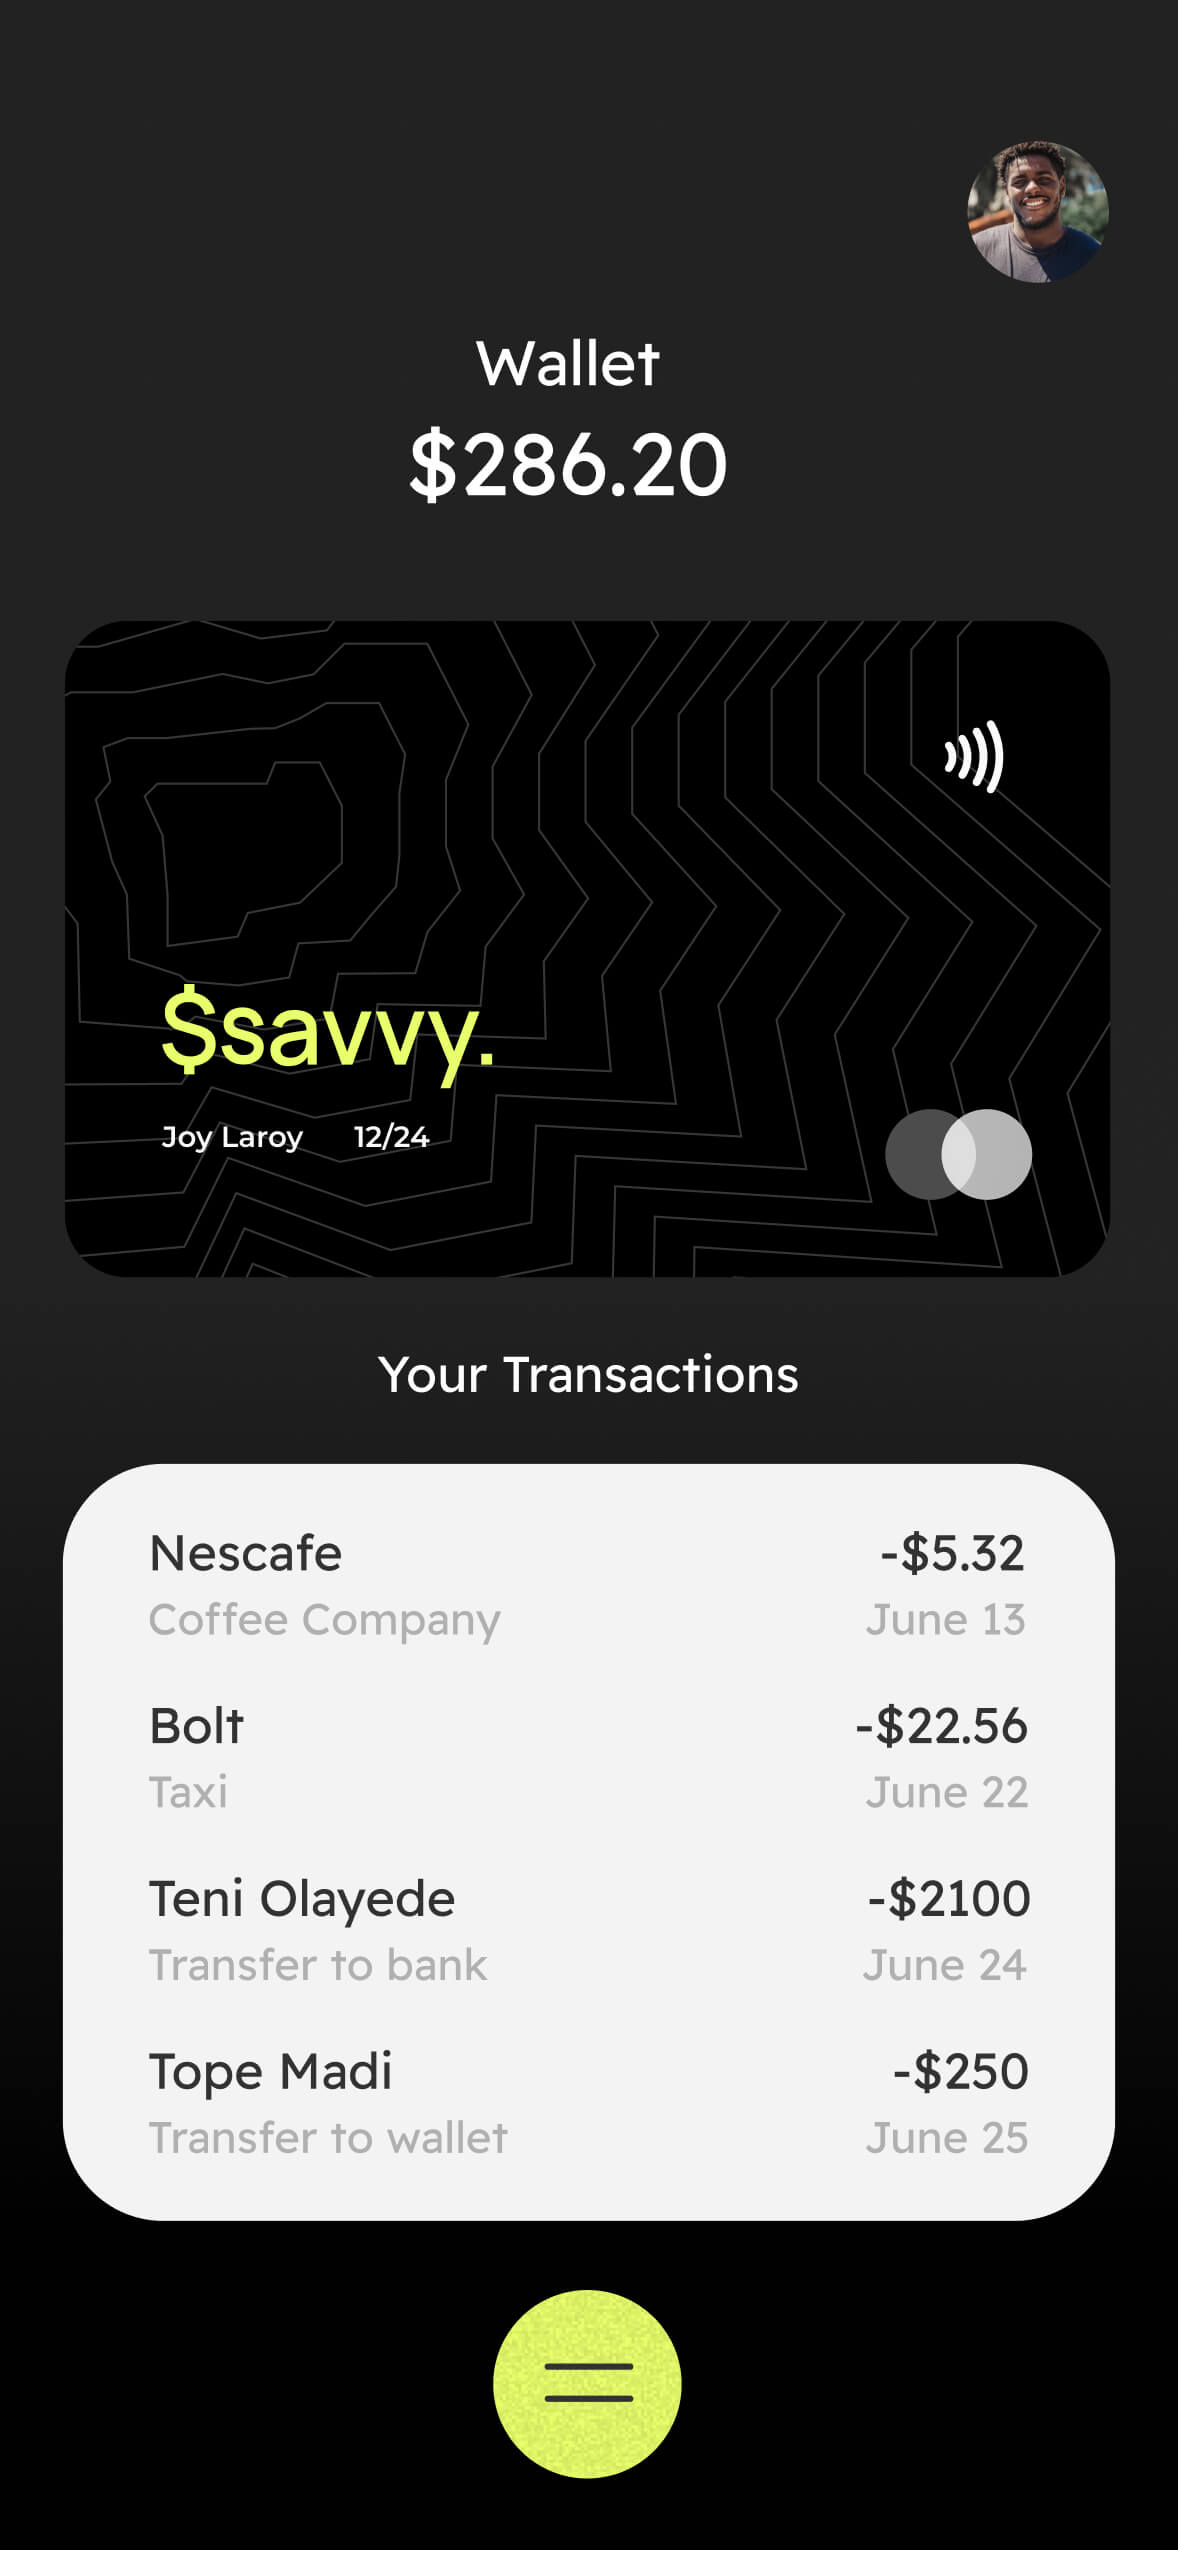 Wallet
$286.20
$savvy.
Joy Laroy 12/24
Your Transactions
Nescafe -$5.32
Coffee Company June 13
Bolt -$22.56
Taxi June 22
Teni Olayede -$2100
Transfer to bank June 24
Tope Madi -$250
Transfer to wallet June 25